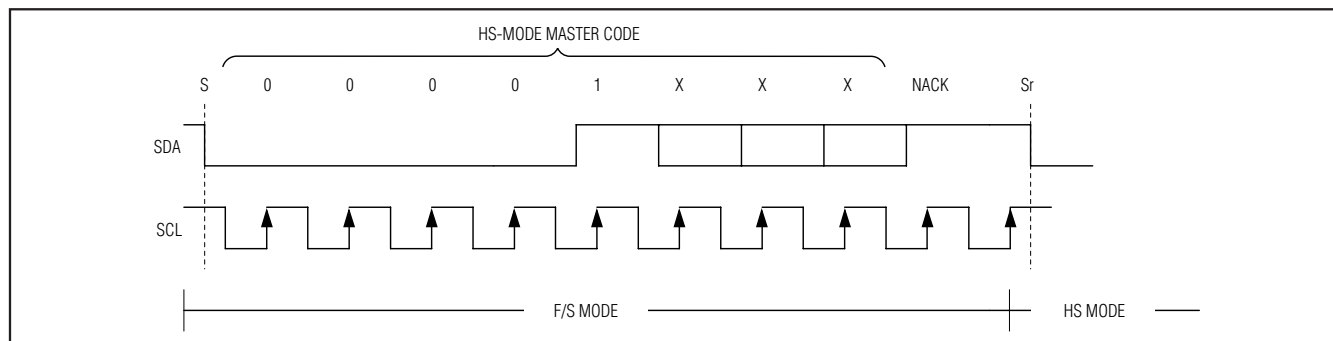 HS-MODE MASTER CODE
S 0 0 0 0 1 X X X NACK Sr
SDA
SCL
F/S MODE HS MODE